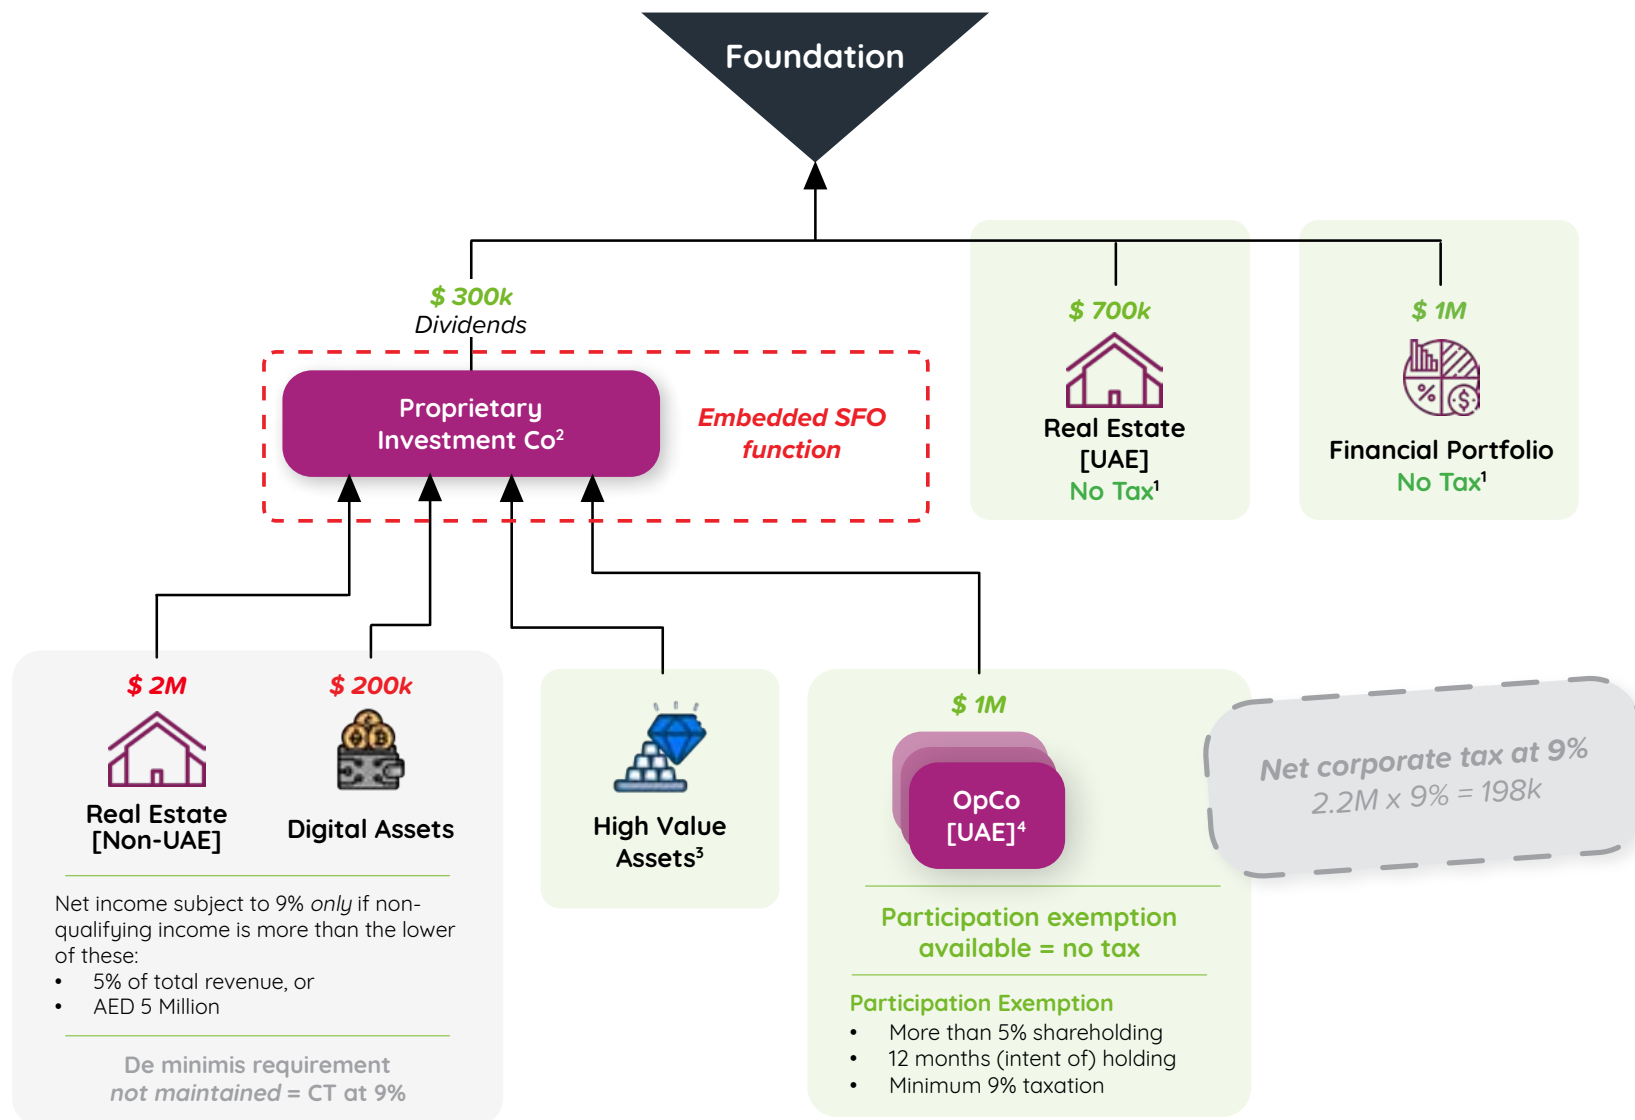 Foundation
$ 300k
Dividends
$ 700k
Real Estate
[UAE]
No Tax¹
$ 1M
Financial Portfolio
No Tax¹
Proprietary
Investment Co²
Embedded SFO
function
$ 2M
Real Estate
[Non-UAE]
$ 200k
Digital Assets
Net income subject to 9% only if non-
qualifying income is more than the lower
of these:
• 5% of total revenue, or
• AED 5 Million
De minimis requirement
not maintained = CT at 9%
High Value
Assets³
$ 1M
OpCo
[UAE]⁴
Participation exemption
available = no tax
Participation Exemption
• More than 5% shareholding
• 12 months (intent of) holding
• Minimum 9% taxation
Net corporate tax at 9%
2.2M x 9% = 198k